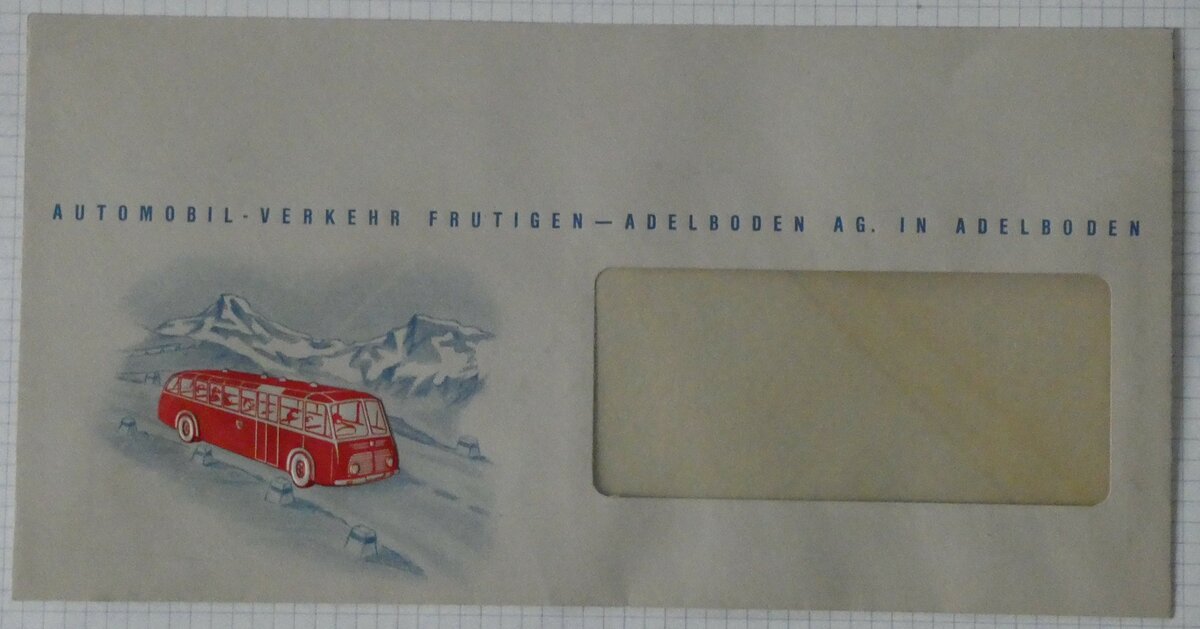 AUTOMOBIL-VERKEHR FRUTIGEN—ADELBODEN AG. IN ADELBODEN